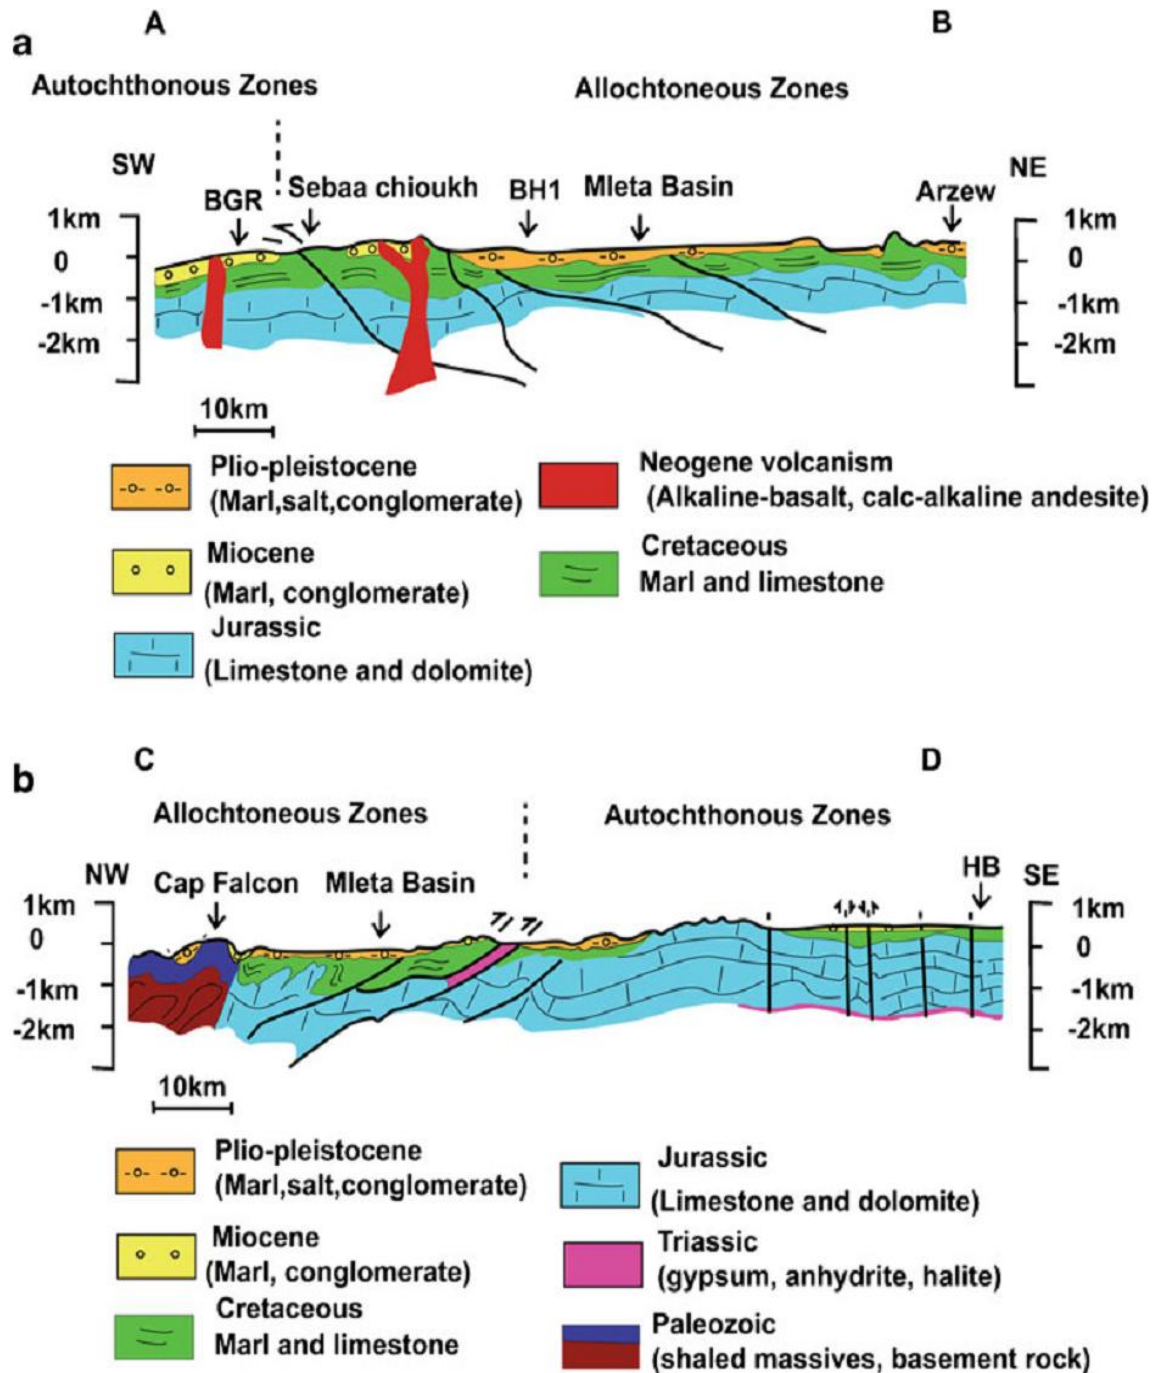 a
A
B
Autochthonous Zones
Allochtoneous Zones
SW
NE
BGR
Sebaa chioukh
BH1
Mleta Basin
Arzew
1km
0
-1km
-2km
1km
0
-1km
-2km
10km
Plio-pleistocene
(Marl,salt,conglomerate)
Miocene
(Marl, conglomerate)
Jurassic
(Limestone and dolomite)
Neogene volcanism
(Alkaline-basalt, calc-alkaline andesite)
Cretaceous
Marl and limestone
b
C
D
Allochtoneous Zones
Autochthonous Zones
NW
Cap Falcon
Mleta Basin
HB
SE
1km
0
-1km
-2km
1km
0
-1km
-2km
10km
Plio-pleistocene
(Marl,salt,conglomerate)
Miocene
(Marl, conglomerate)
Cretaceous
Marl and limestone
Jurassic
(Limestone and dolomite)
Triassic
(gypsum, anhydrite, halite)
Paleozoic
(shaled massives, basement rock)